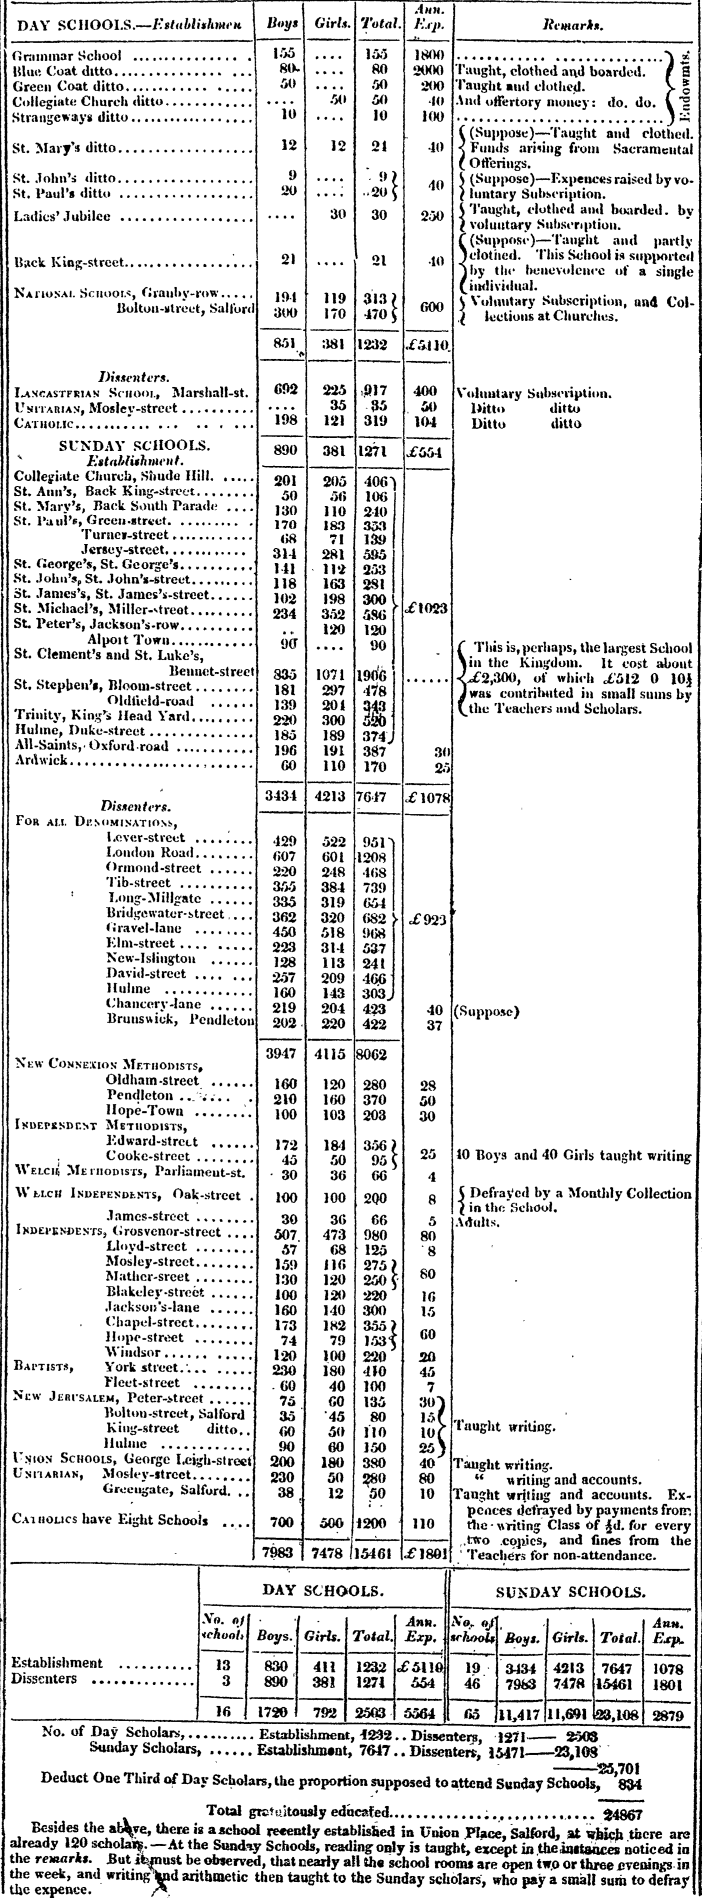 DAY SCHOOLS.—Establishmen Boys Girls. Total. Ann. Exp. Remarks.
Grammar School 155 .... 155 1800
Blue Coat ditto 80 .... 80 2000 Taught, clothed and boarded.
Green Coat ditto 50 .... 50 200 Taught and clothed.
Collegiate Church ditto .... 50 50 40 And offertory money: do. do.
Strangeways ditto 10 .... 10 100
Endowmts.
St. Mary's ditto 12 12 24 40 (Suppose)—Taught and clothed. Funds arising from Sacramental Offerings.
St. John's ditto 9 .... 9
St. Paul's ditto 20 .... 20 40 (Suppose)—Expences raised by voluntary Subscription.
Ladies' Jubilee .... 30 30 250 Taught, clothed and boarded. by voluntary Subscription.
Back King-street 21 .... 21 40 (Suppose)—Taught and partly clothed. This School is supported by the benevolence of a single individual.
National Schools, Granby-row 194 119 313
Bolton-street, Salford 300 170 470 600 Voluntary Subscription, and Collections at Churches.
851 381 1232 £5110
Dissenters.
Lancasterian School, Marshall-st. 692 225 917 400 Voluntary Subscription.
Unitarian, Mosley-street .... 35 35 50 Ditto ditto
Catholic 198 121 319 104 Ditto ditto
890 381 1271 £554
SUNDAY SCHOOLS.
Establishment.
Collegiate Church, Shude Hill. 201 205 406
St. Ann's, Back King-street 50 56 106
St. Mary's, Back South Parade 130 110 240
St. Paul's, Green-street 170 183 353
Turner-street 68 71 139
Jersey-street 314 281 595
St. George's, St. George's 141 112 253
St. John's, St. John's-street 118 163 281
St. James's, St. James's-street 102 198 300
St. Michael's, Miller-street 234 352 586 £1023
St. Peter's, Jackson's-row .. 120 120
Alport Town 90 .... 90
St. Clement's and St. Luke's,
Bennet-street 835 1071 1906 ...... This is, perhaps, the largest School in the Kingdom. It cost about £2,300, of which £512 0 10½ was contributed in small sums by the Teachers and Scholars.
St. Stephen's, Bloom-street 181 297 478
Oldfield-road 139 204 343
Trinity, King's Head Yard 220 300 520
Hulme, Duke-street 185 189 374
All-Saints, Oxford-road 196 191 387 30
Ardwick 60 110 170 25
3434 4213 7647 £1078
Dissenters.
For all Denominations,
Lever-street 429 522 951
London Road 607 601 1208
Ormond-street 220 248 468
Tib-street 355 384 739
Long-Millgate 335 319 654
Bridgewater-street 362 320 682 £923
Gravel-lane 450 518 968
Elm-street 223 314 537
New-Islington 128 113 241
David-street 257 209 466
Hulme 160 143 303
Chancery-lane 219 204 423 40 (Suppose)
Brunswick, Pendleton 202 220 422 37
3947 4115 8062
New Connexion Methodists,
Oldham-street 160 120 280 28
Pendleton 210 160 370 50
Hope-Town 100 103 203 30
Independent Methodists,
Edward-street 172 184 356
Cooke-street 45 50 95 25 10 Boys and 40 Girls taught writing
Welch Methodists, Parliament-st. 30 36 66 4
Welch Independents, Oak-street 100 100 200 8 Defrayed by a Monthly Collection in the School.
James-street 30 36 66 5 Adults.
Independents, Grosvenor-street 507 473 980 80
Lloyd-street 57 68 125 8
Mosley-street 159 116 275
Mather-sreet 130 120 250 80
Blakeley-street 100 120 220 16
Jackson's-lane 160 140 300 15
Chapel-street 173 182 355
Hope-street 74 79 153 60
Windsor 120 100 220 20
Baptists, York street 230 180 410 45
Fleet-street 60 40 100 7
New Jerusalem, Peter-street 75 60 135 30
Bolton-street, Salford 35 45 80 15
King-street ditto 60 50 110 10 Taught writing.
Hulme 90 60 150 25
Union Schools, George Leigh-street 200 180 380 40 Taught writing.
Unitarian, Mosley-street 230 50 280 80 “ writing and accounts.
Greengate, Salford. 38 12 50 10 Taught writing and accounts. Expences defrayed by payments from the writing Class of ½d. for every two copies, and fines from the Teachers for non-attendance.
Catholics have Eight Schools 700 500 1200 110
7983 7478 15461 £1801
DAY SCHOOLS. SUNDAY SCHOOLS.
No. of schools Boys. Girls. Total. Ann. Exp. No. of schools Boys. Girls. Total. Ann. Exp.
Establishment 13 830 411 1232 £5110 19 3434 4213 7647 1078
Dissenters 3 890 381 1271 554 46 7983 7478 15461 1801
16 1720 792 2503 5564 65 11,417 11,691 23,108 2879
No. of Day Scholars, Establishment, 1232 .. Dissenters, 1271— 2503
Sunday Scholars, Establishment, 7647 .. Dissenters, 15471—23,108
25,701
Deduct One Third of Day Scholars, the proportion supposed to attend Sunday Schools, 834
Total gratuitously educated 24867
Besides the above, there is a school recently established in Union Place, Salford, at which there are
already 120 scholars.—At the Sunday Schools, reading only is taught, except in the instances noticed in
the remarks. But it must be observed, that nearly all the school rooms are open two or three evenings in
the week, and writing and arithmetic then taught to the Sunday scholars, who pay a small sum to defray
the expence.